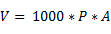 V = 1000 * P * A